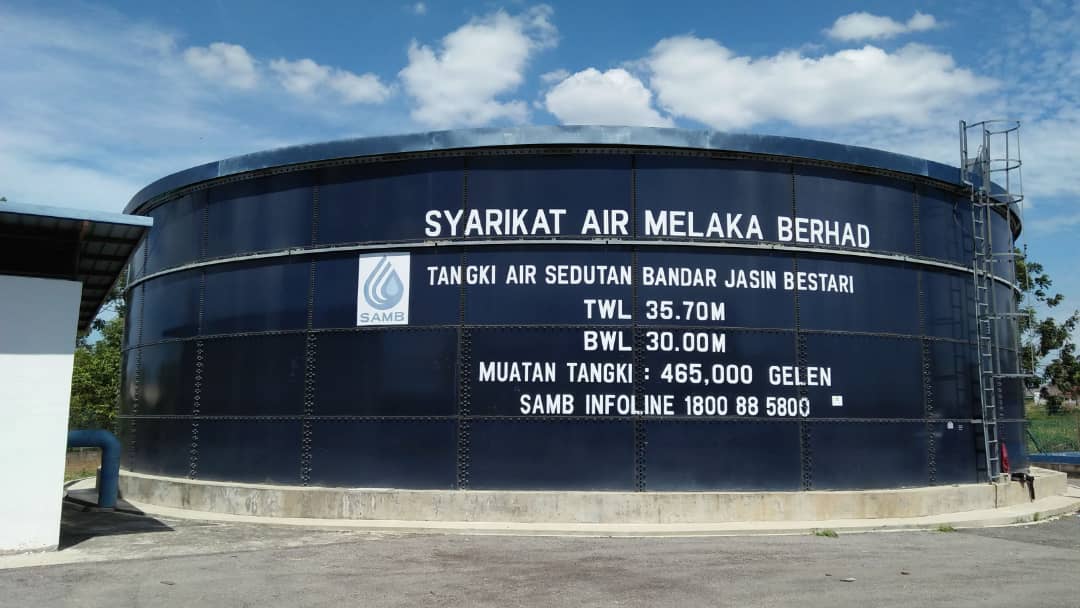 SYARIKAT AIR MELAKA BERHAD
TANGKI AIR SEDUTAN BANDAR JASIN BESTARI
TWL 35.70M
BWL 30.00M
MUATAN TANGKI : 465,000 GELEN
SAMB INFOLINE 1800 88 5800
SAMB